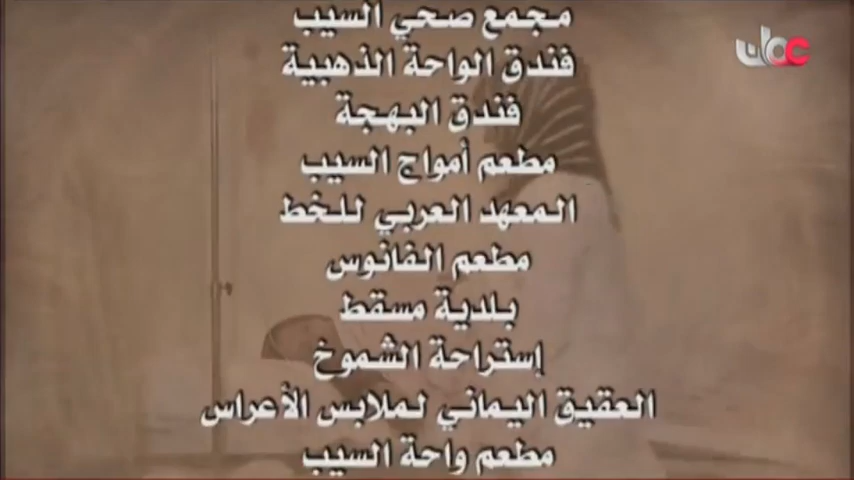 مجمع صحي السيب
عمان
فندق الواحة الذهبية
فندق البهجة
مطعم أمواج السيب
المعهد العربي للخط
مطعم الفانوس
بلدية مسقط
إستراحة الشموخ
العقيق اليماني لملابس الأعراس
مطعم واحة السيب